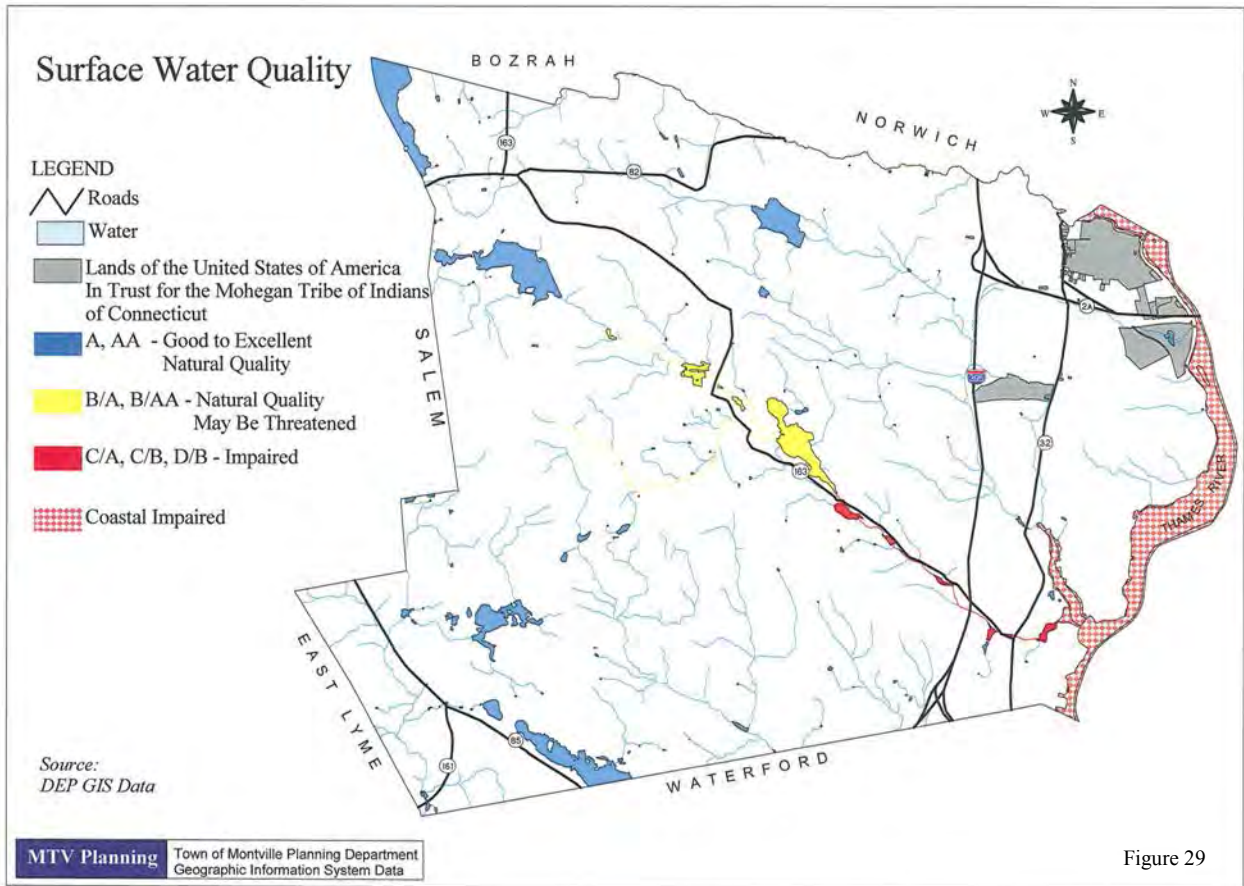 Surface Water Quality
BOZRAH
NORWICH
N
W E
S
LEGEND
Roads
Water
Lands of the United States of America
In Trust for the Mohegan Tribe of Indians
of Connecticut
A, AA - Good to Excellent
Natural Quality
B/A, B/AA - Natural Quality
May Be Threatened
C/A, C/B, D/B - Impaired
Coastal Impaired
163
82
2A
SALEM
32
163
THAMES RIVER
EAST LYME
85
161
WATERFORD
Source:
DEP GIS Data
MTV Planning
Town of Montville Planning Department
Geographic Information System Data
Figure 29